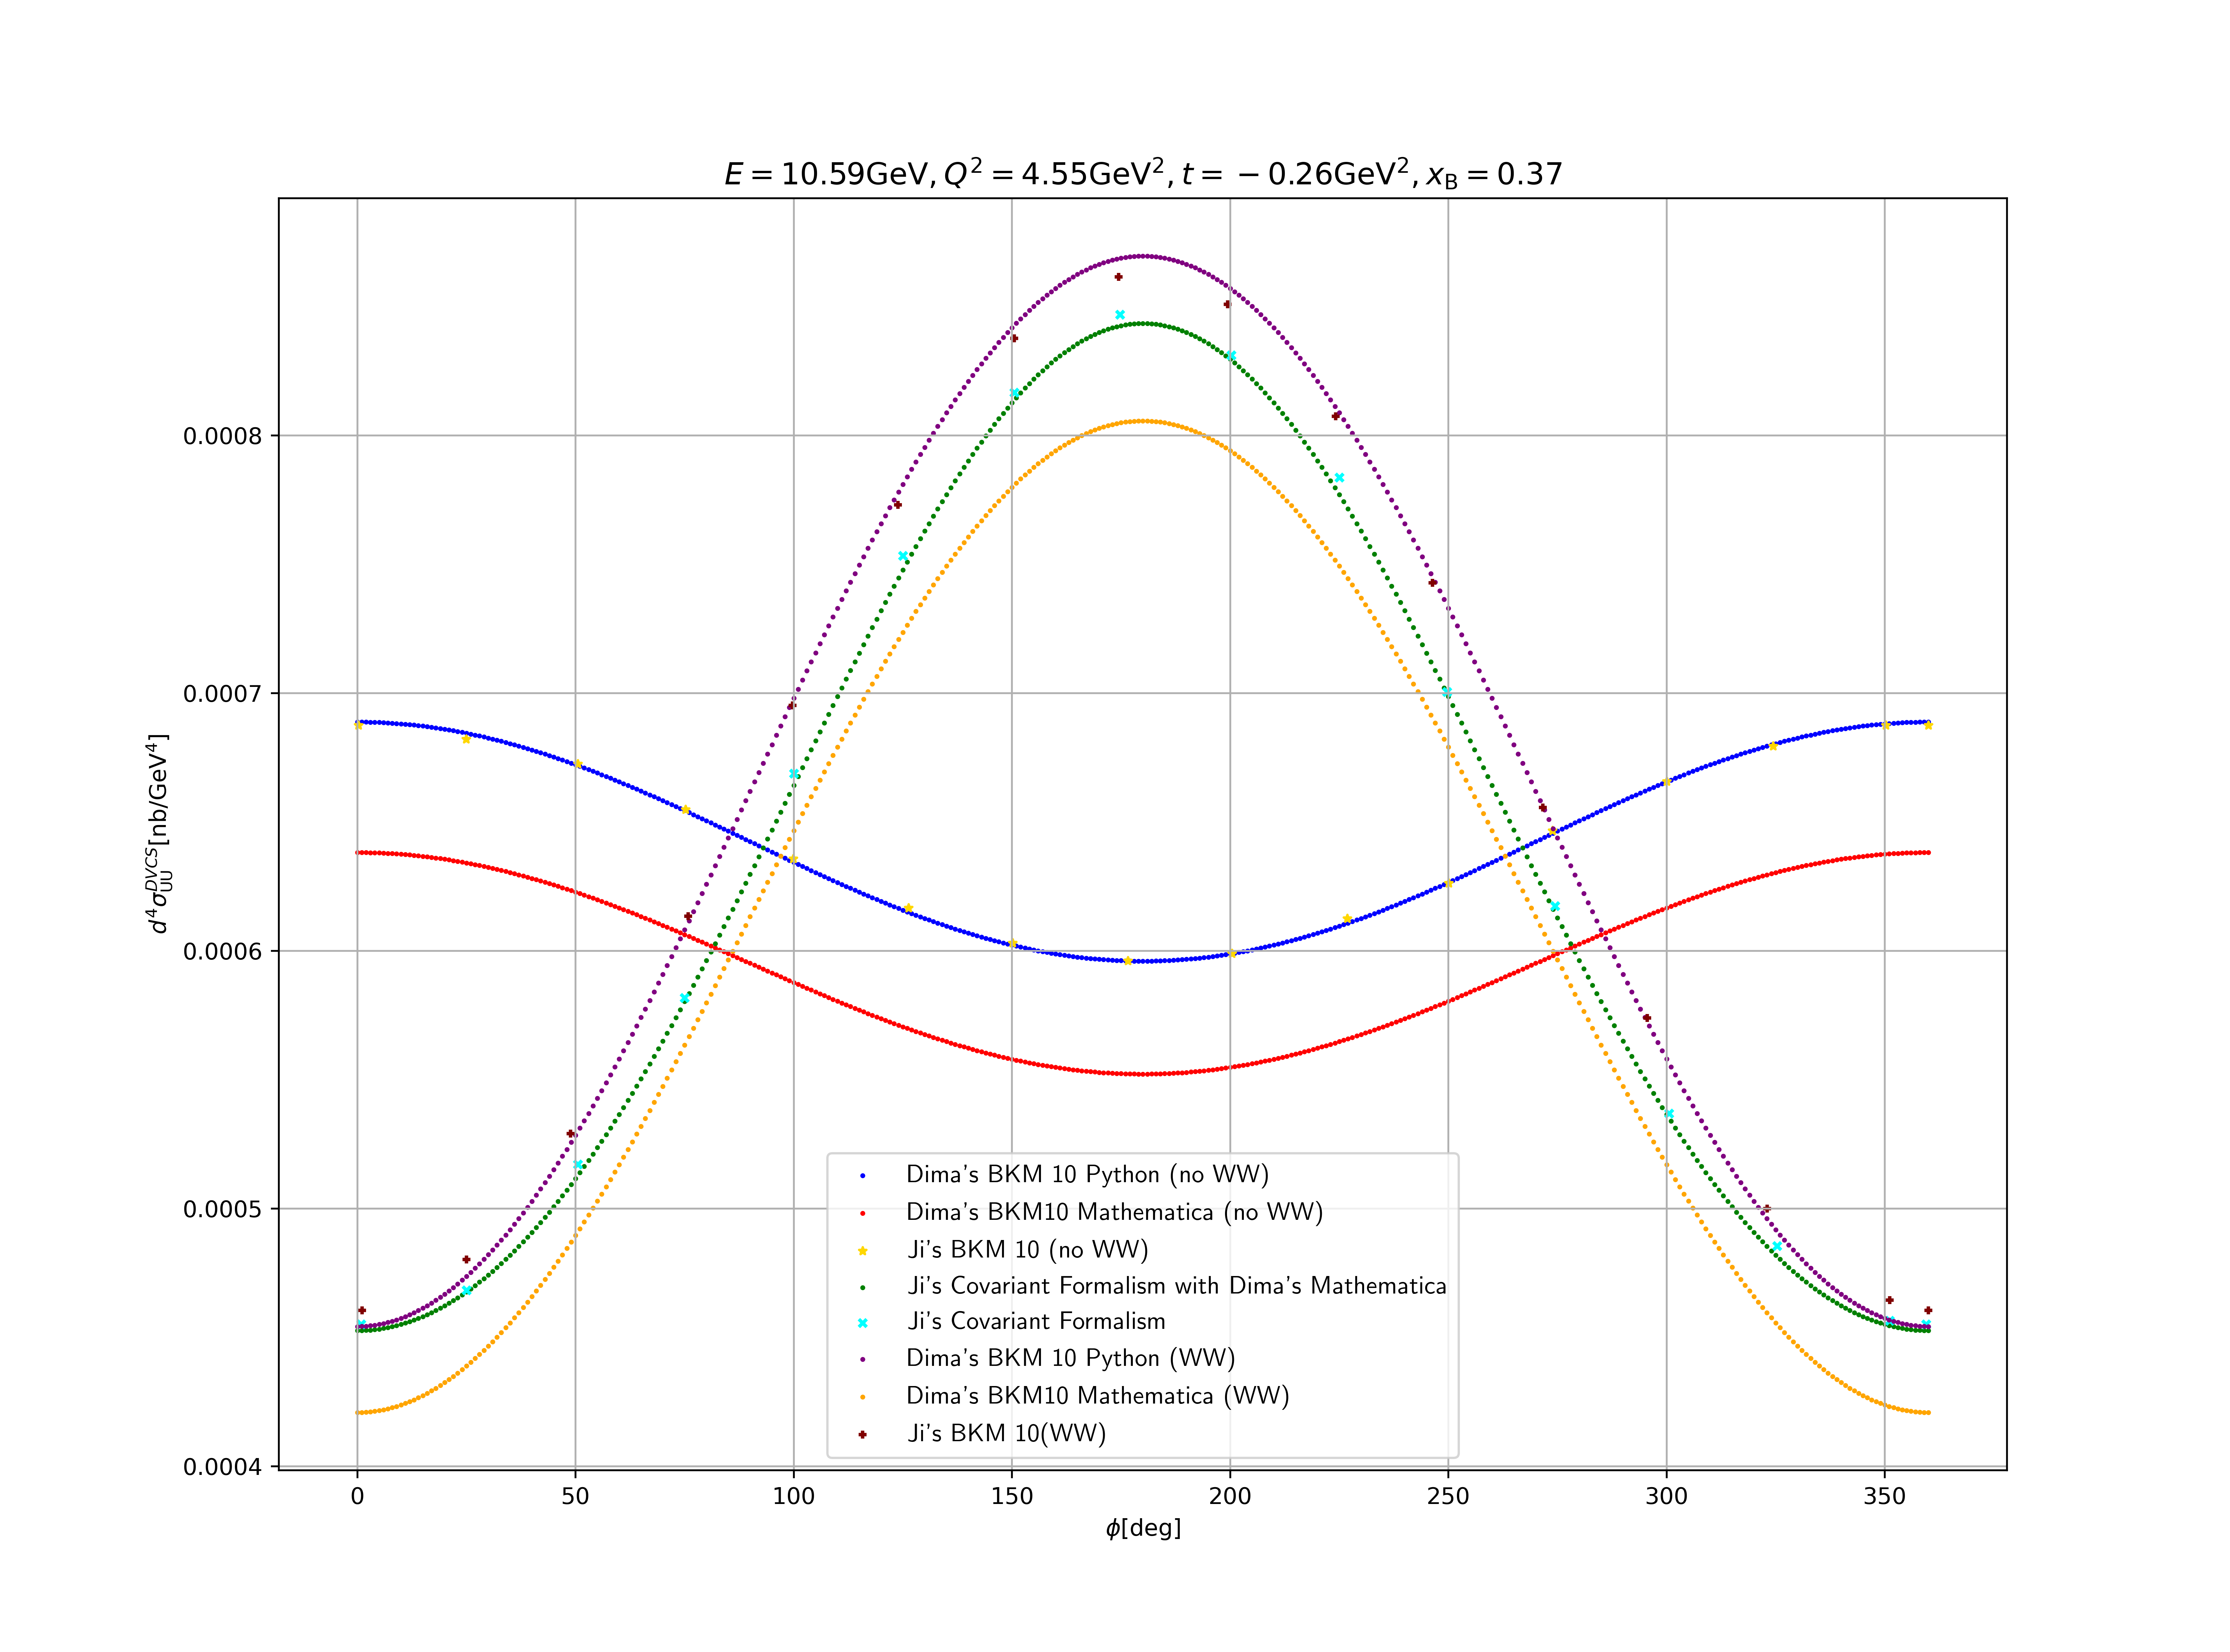 E = 10.59GeV, Q² = 4.55GeV², t = −0.26GeV², x_B = 0.37
d⁴σ_UU^DVCS[nb/GeV⁴]
0.0008
0.0007
0.0006
0.0005
0.0004
Dima's BKM 10 Python (no WW)
Dima's BKM10 Mathematica (no WW)
Ji's BKM 10 (no WW)
Ji's Covariant Formalism with Dima's Mathematica
Ji's Covariant Formalism
Dima's BKM 10 Python (WW)
Dima's BKM10 Mathematica (WW)
Ji's BKM 10(WW)
0 50 100 150 200 250 300 350
ϕ[deg]